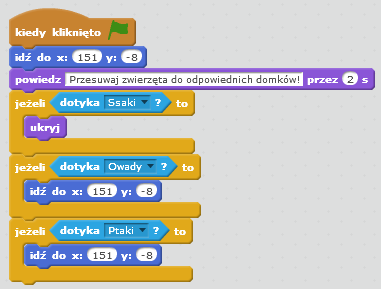 kiedy kliknięto
idź do x: 151 y: -8
powiedz Przesuwaj zwierzęta do odpowiednich domków! przez 2 s
jeżeli dotyka Ssaki ? to
ukryj
jeżeli dotyka Owady ? to
idź do x: 151 y: -8
jeżeli dotyka Ptaki ? to
idź do x: 151 y: -8